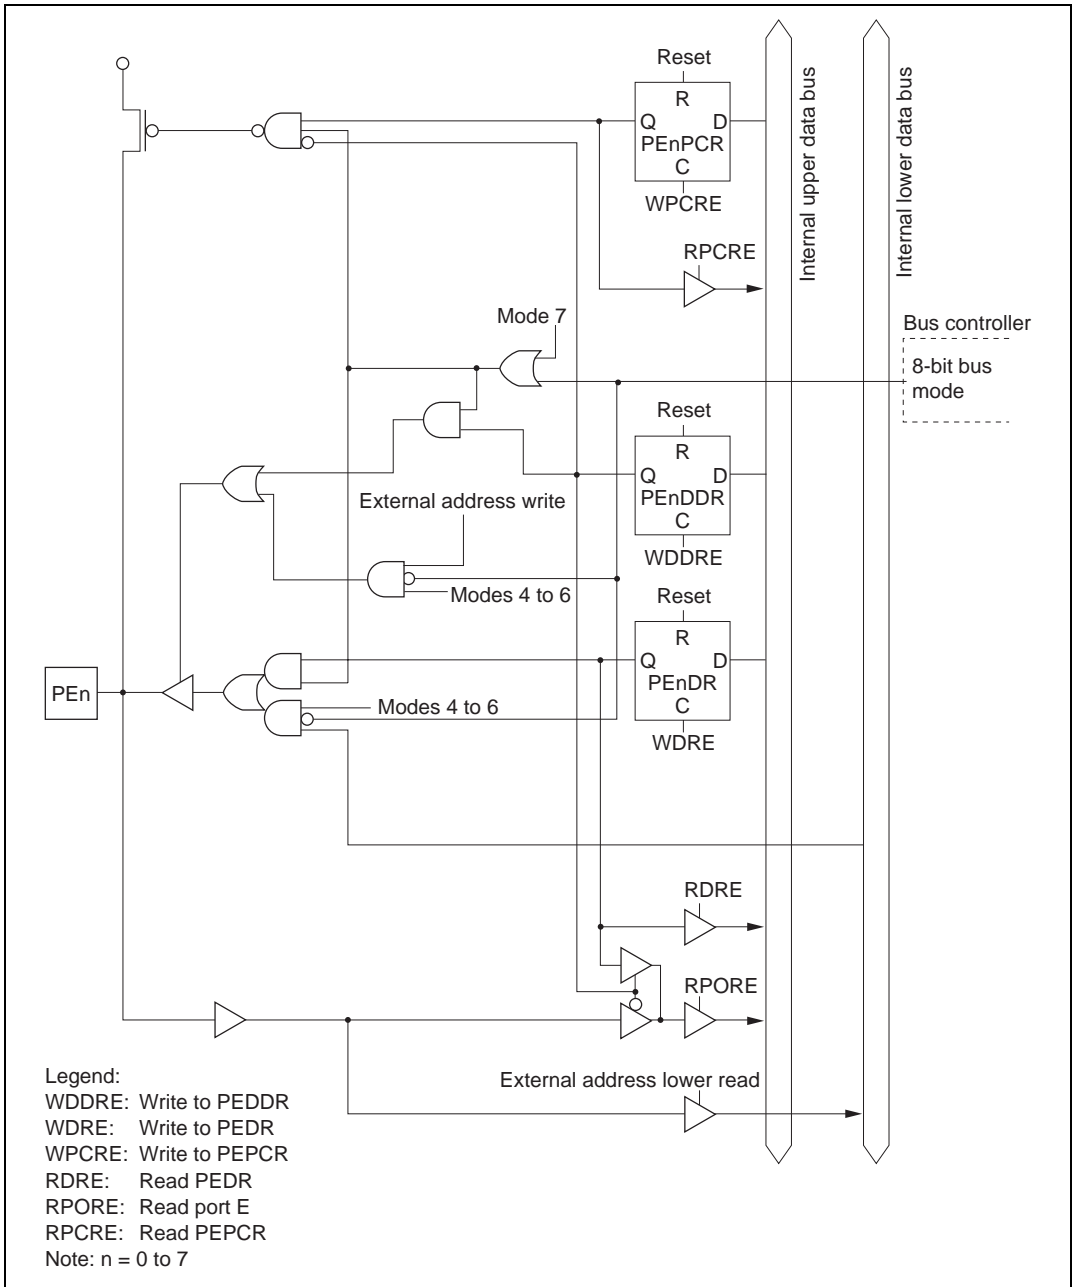 Reset
R
Q D
PEnPCR
C
WPCRE
Internal upper data bus
Internal lower data bus
RPCRE
Mode 7
Bus controller
8-bit bus
mode
Reset
R
Q D
PEnDDR
C
WDDRE
External address write
Modes 4 to 6
Reset
R
Q D
PEnDR
C
WDRE
PEn
Modes 4 to 6
RDRE
RPORE
External address lower read
Legend:
WDDRE: Write to PEDDR
WDRE: Write to PEDR
WPCRE: Write to PEPCR
RDRE: Read PEDR
RPORE: Read port E
RPCRE: Read PEPCR
Note: n = 0 to 7